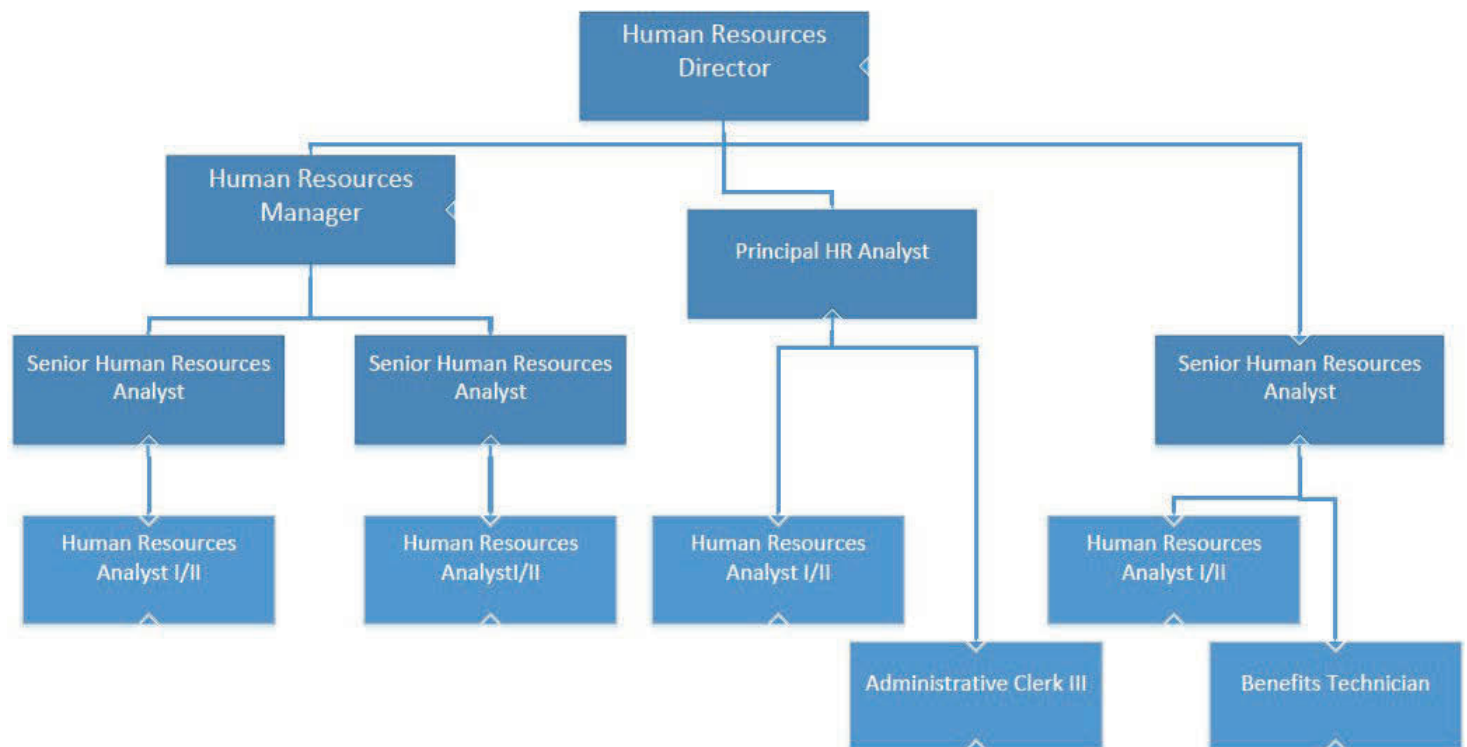 Human Resources
Director
Human Resources
Manager
Principal HR Analyst
Senior Human Resources
Analyst
Senior Human Resources
Analyst
Senior Human Resources
Analyst
Human Resources
Analyst I/II
Human Resources
AnalystI/II
Human Resources
Analyst I/II
Human Resources
Analyst I/II
Administrative Clerk III
Benefits Technician